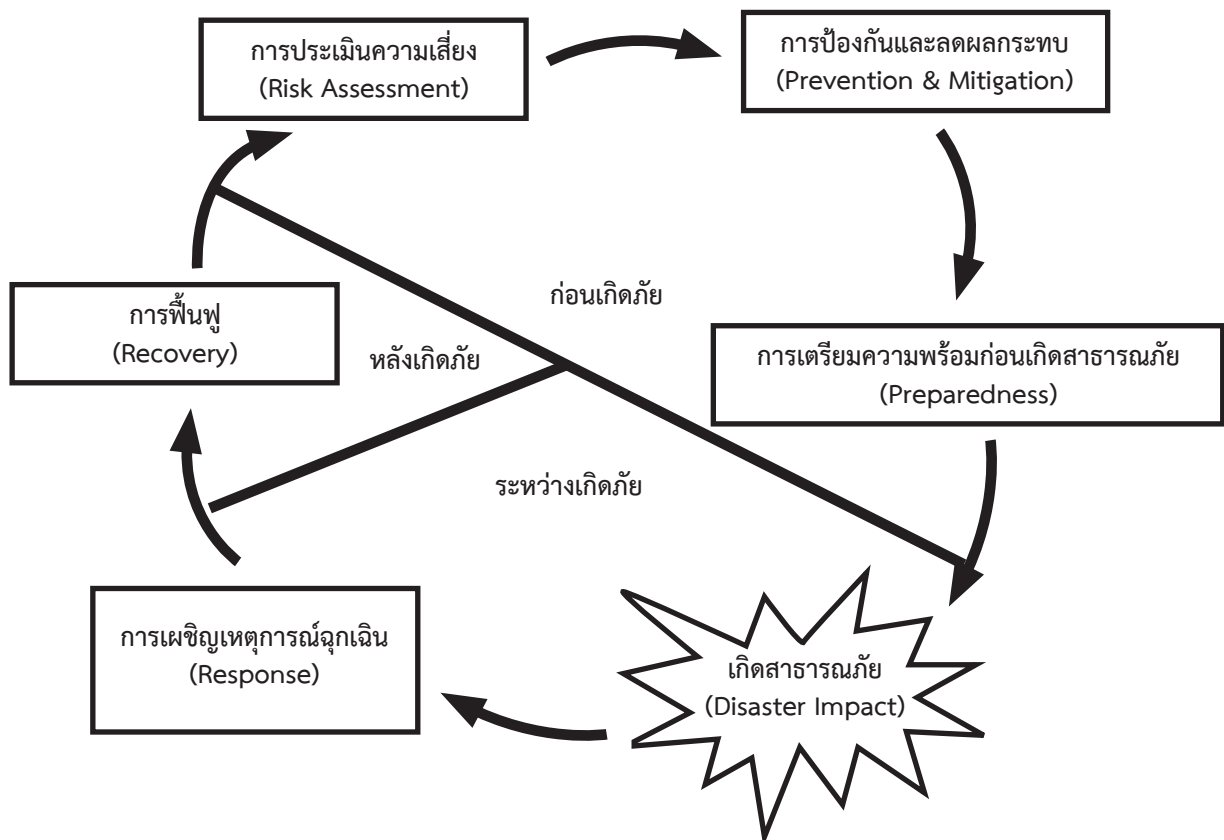 การประเมินความเสี่ยง
(Risk Assessment)
การป้องกันและลดผลกระทบ
(Prevention & Mitigation)
การฟื้นฟู
(Recovery)
ก่อนเกิดภัย
หลังเกิดภัย
การเตรียมความพร้อมก่อนเกิดสาธารณภัย
(Preparedness)
ระหว่างเกิดภัย
การเผชิญเหตุการณ์ฉุกเฉิน
(Response)
เกิดสาธารณภัย
(Disaster Impact)